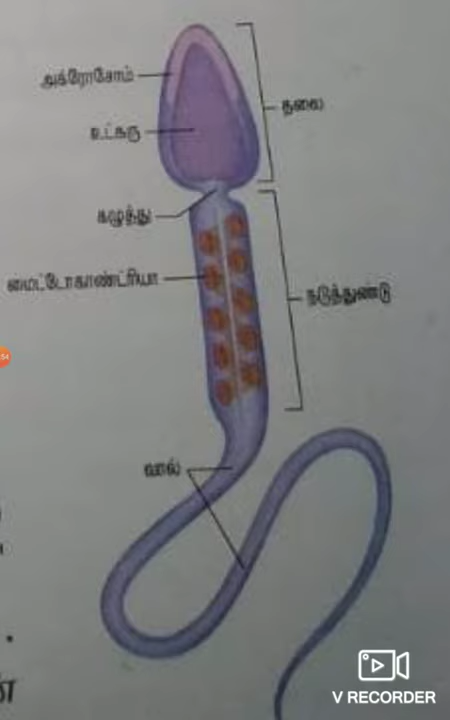 அக்ரோசோம்
தலை
உட்கரு
கழுத்து
மைட்டோகாண்ட்ரியா
நடுத்துண்டு
வால்
V RECORDER